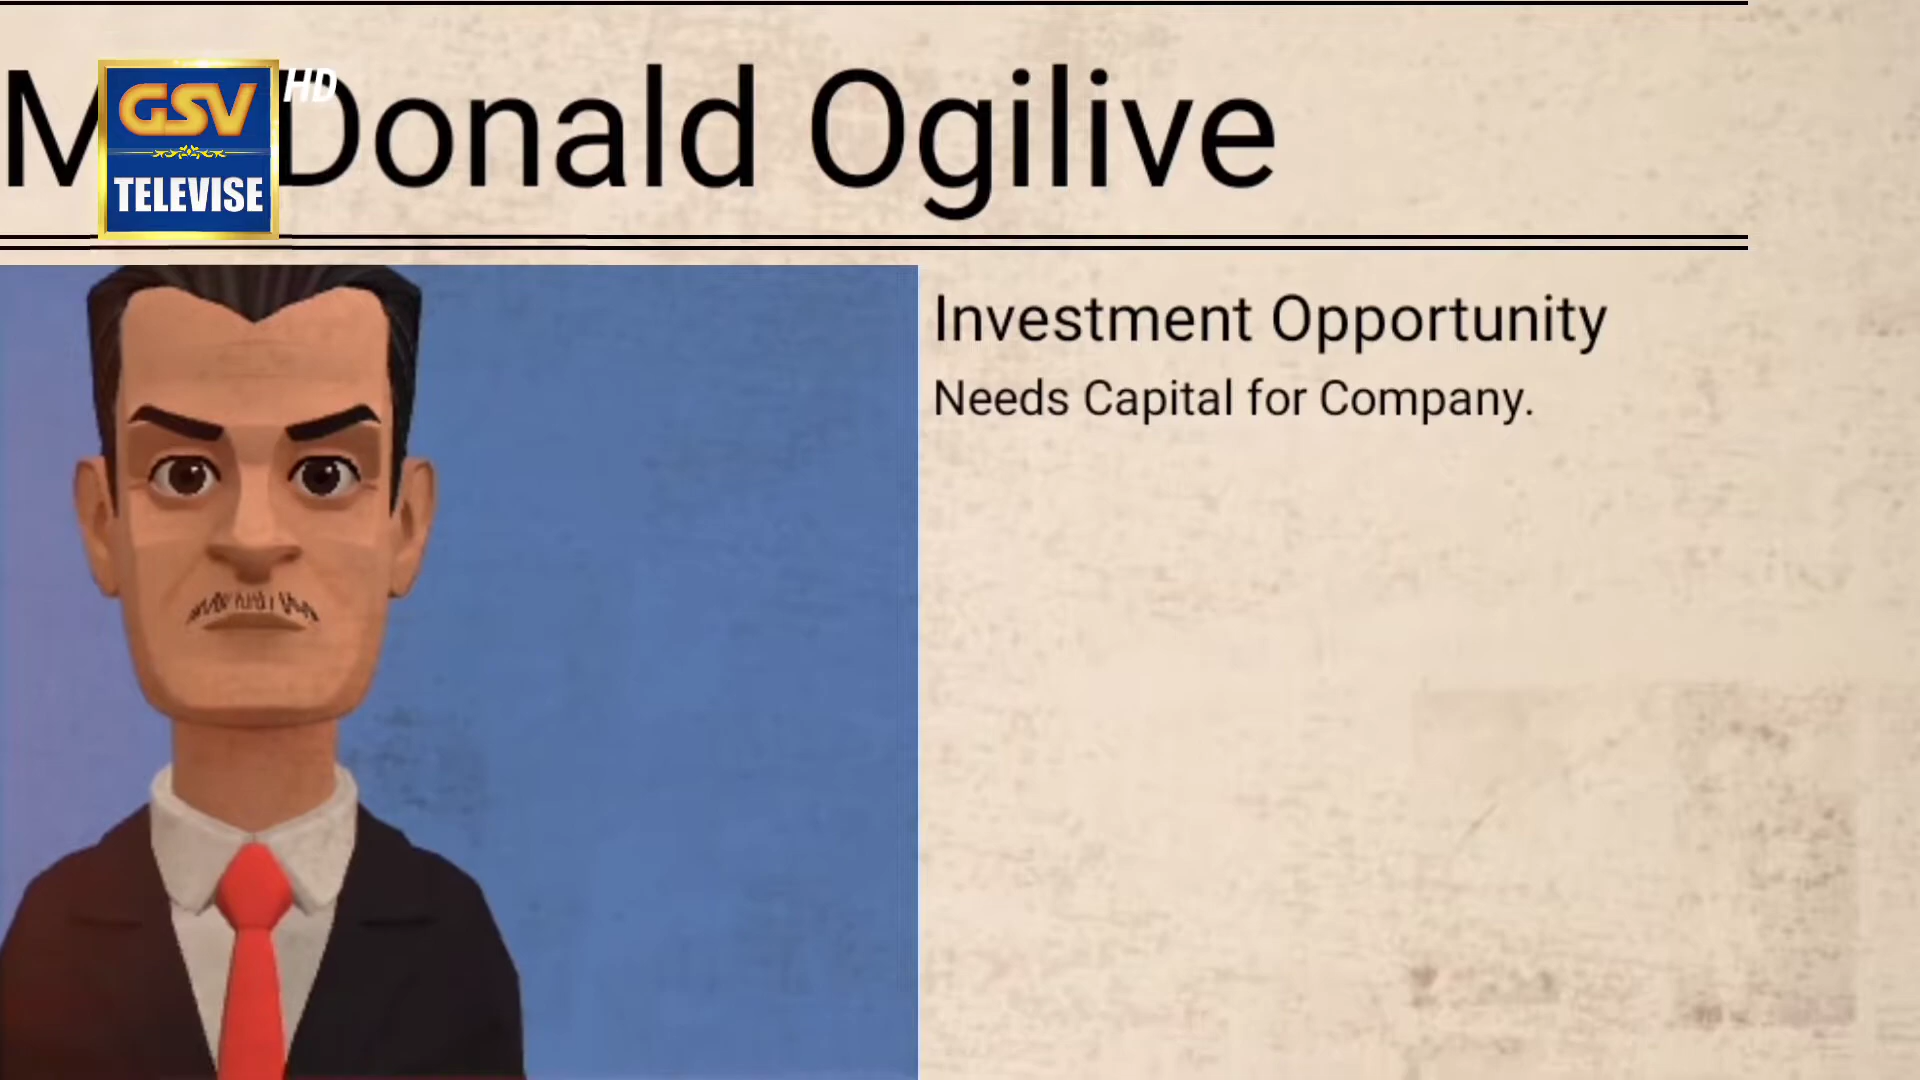 Donald Ogilive
GSV
TELEVISE
HD
Investment Opportunity
Needs Capital for Company.